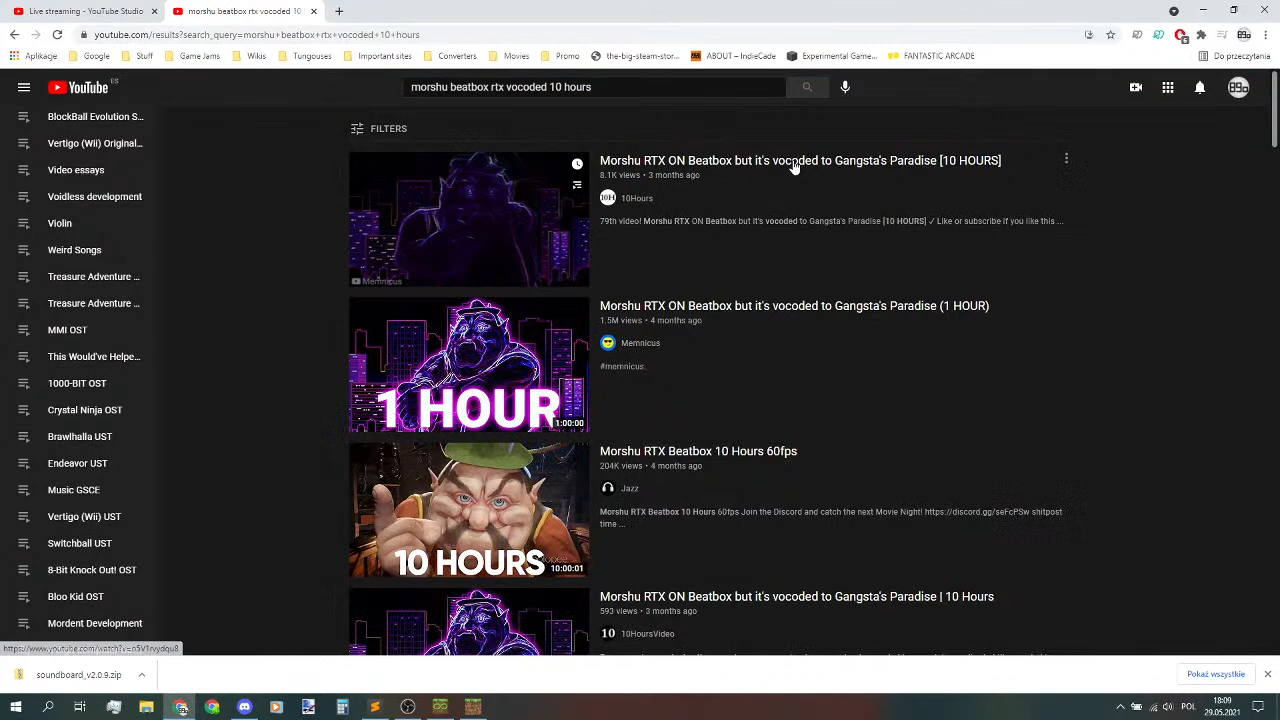 Live streaming - YouTube Studio
morshu beatbox rtx vocoded 10
youtube.com/results?search_query=morshu+beatbox+rtx+vocoded+10+hours
Aplikacje Google Stuff Game Jams Wikis Tungouses Important sites Converters Movies Promo the-big-steam-stor... ABOUT – IndieCade Experimental Game... FANTASTIC ARCADE Do przeczytania
YouTube ES
morshu beatbox rtx vocoded 10 hours
BlockBall Evolution S...
Vertigo (Wii) Original...
Video essays
Voidless development
Violin
Weird Songs
Treasure Adventure ...
Treasure Adventure ...
MMI OST
This Would've Helpe...
1000-BIT OST
Crystal Ninja OST
Brawlhalla UST
Endeavor UST
Music GSCE
Vertigo (Wii) UST
Switchball UST
8-Bit Knock Out! OST
Bloo Kid OST
Mordent Development
FILTERS
Memnicus
Morshu RTX ON Beatbox but it's vocoded to Gangsta's Paradise [10 HOURS]
8.1K views • 3 months ago
10H 10Hours
79th video! Morshu RTX ON Beatbox but it's vocoded to Gangsta's Paradise [10 HOURS] ✓ Like or subscribe if you like this ...
1 HOUR
1:00:00
Morshu RTX ON Beatbox but it's vocoded to Gangsta's Paradise (1 HOUR)
1.5M views • 4 months ago
Memnicus
#memnicus.
10 HOURS
10:00:01
Morshu RTX Beatbox 10 Hours 60fps
204K views • 4 months ago
Jazz
Morshu RTX Beatbox 10 Hours 60fps Join the Discord and catch the next Movie Night! https://discord.gg/seFcPSw shitpost
time ...
Morshu RTX ON Beatbox but it's vocoded to Gangsta's Paradise | 10 Hours
593 views • 3 months ago
10 10HoursVideo
soundboard_v2.0.9.zip
Pokaż wszystkie
POL
18:09
29.05.2021